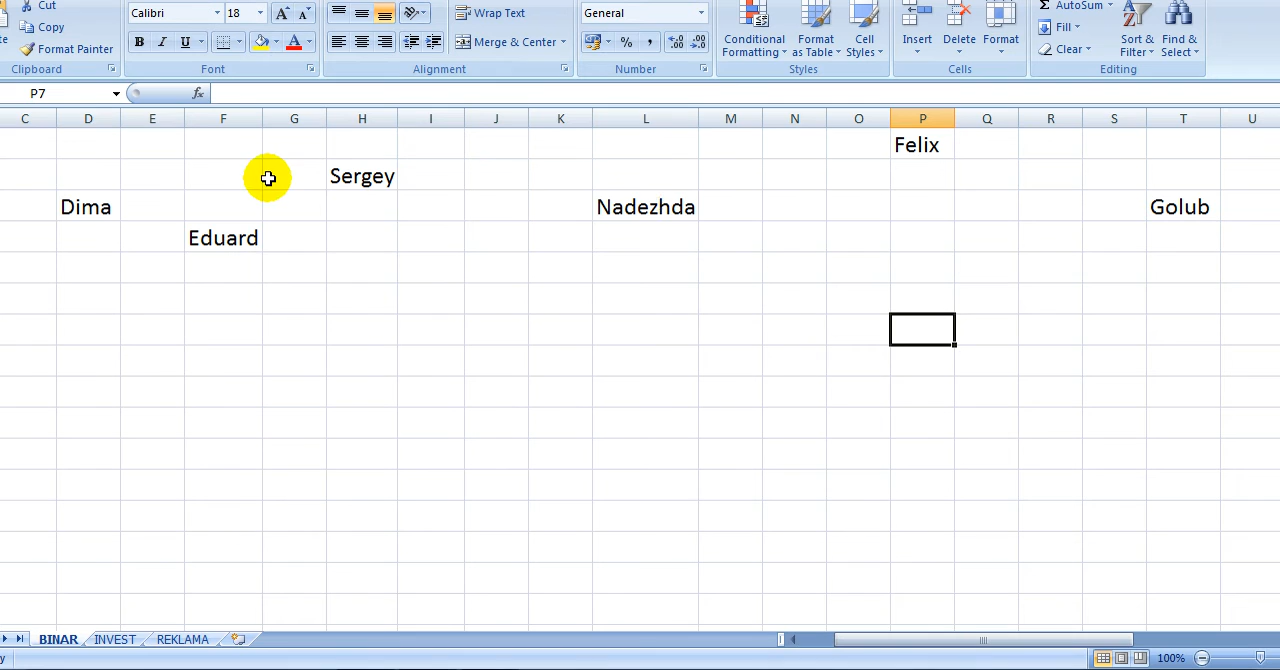 Cut
Copy
Format Painter
Clipboard
Calibri 18 A A
B I U A
Font
Wrap Text
Merge & Center
Alignment
General
% ,
Number
Conditional Formatting
Format as Table
Cell Styles
Styles
Insert Delete Format
Cells
Σ AutoSum
Fill
Clear
Sort & Filter
Find & Select
Editing
P7 fx
C D E F G H I J K L M N O P Q R S T U
Felix
Sergey
Dima Nadezhda Golub
Eduard
BINAR INVEST REKLAMA
100%